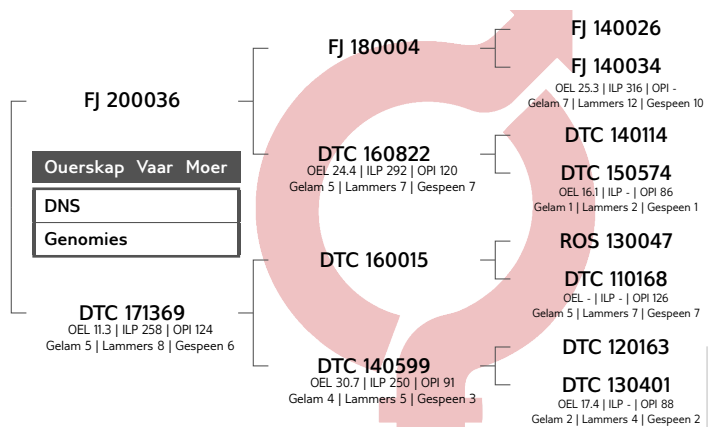 FJ 140026
FJ 180004
FJ 140034
OEL 25.3 | ILP 316 | OPI -
Gelam 7 | Lammers 12 | Gespeen 10
FJ 200036
DTC 140114
DTC 160822
OEL 24.4 | ILP 292 | OPI 120
Gelam 5 | Lammers 7 | Gespeen 7
DTC 150574
OEL 16.1 | ILP - | OPI 86
Gelam 1 | Lammers 2 | Gespeen 1
Ouerskap Vaar Moer
DNS
Genomies
ROS 130047
DTC 160015
DTC 110168
OEL - | ILP - | OPI 126
Gelam 5 | Lammers 7 | Gespeen 7
DTC 171369
OEL 11.3 | ILP 258 | OPI 124
Gelam 5 | Lammers 8 | Gespeen 6
DTC 120163
DTC 140599
OEL 30.7 | ILP 250 | OPI 91
Gelam 4 | Lammers 5 | Gespeen 3
DTC 130401
OEL 17.4 | ILP - | OPI 88
Gelam 2 | Lammers 4 | Gespeen 2